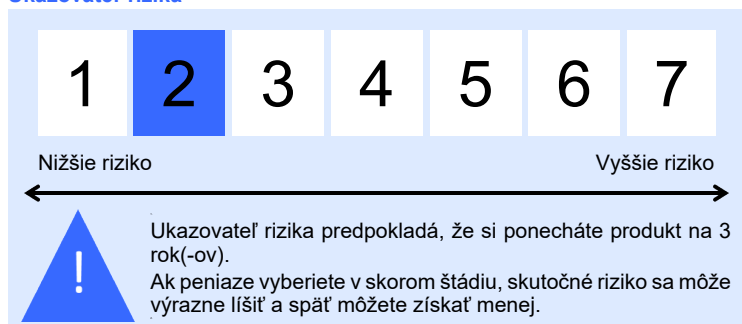 1 2 3 4 5 6 7
Nižšie riziko Vyššie riziko
!
Ukazovateľ rizika predpokladá, že si ponecháte produkt na 3
rok(-ov).
Ak peniaze vyberiete v skorom štádiu, skutočné riziko sa môže
výrazne líšiť a späť môžete získať menej.